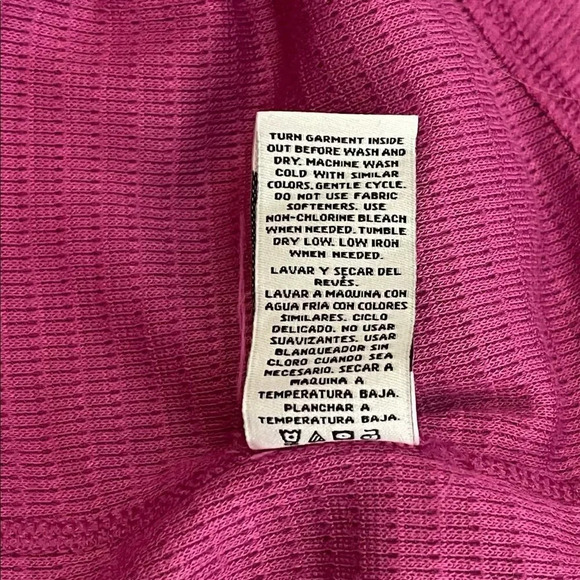 TURN GARMENT INSIDE
OUT BEFORE WASH AND
DRY. MACHINE WASH
COLD WITH SIMILAR
COLORS. GENTLE CYCLE.
DO NOT USE FABRIC
SOFTENERS. USE
NON-CHLORINE BLEACH
WHEN NEEDED. TUMBLE
DRY LOW. LOW IRON
WHEN NEEDED.
LAVAR Y SECAR DEL
REVÉS.
LAVAR A MAQUINA CON
AGUA FRIA CON COLORES
SIMILARES. CICLO
DELICADO. NO USAR
SUAVIZANTES. USAR
BLANQUEADOR SIN
CLORO CUANDO SEA
NECESARIO. SECAR A
MAQUINA A
TEMPERATURA BAJA.
PLANCHAR A
TEMPERATURA BAJA.